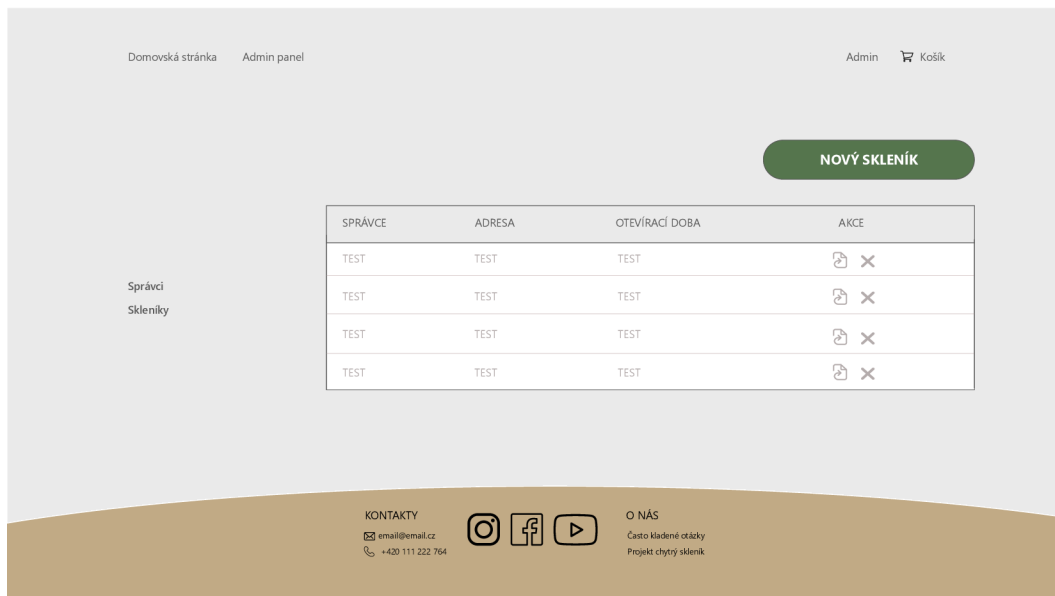 Domovská stránka Admin panel Admin Košík
NOVÝ SKLENÍK
SPRÁVCE ADRESA OTEVÍRACÍ DOBA AKCE
TEST TEST TEST
Správci
TEST TEST TEST
Skleníky
TEST TEST TEST
TEST TEST TEST
KONTAKTY O NÁS
email@email.cz Často kladené otázky
+420 111 222 764 Projekt chytrý skleník